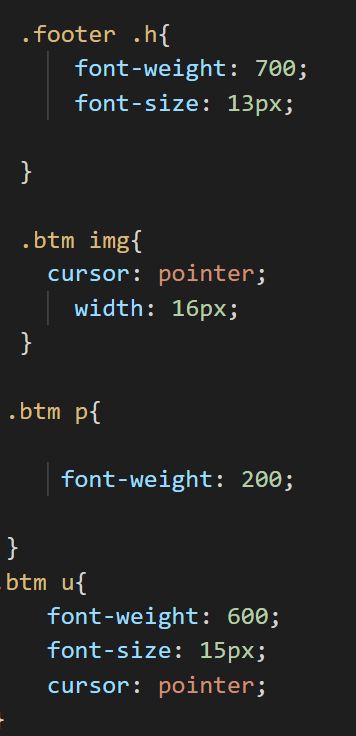 .footer .h{
font-weight: 700;
font-size: 13px;
}
.btm img{
cursor: pointer;
width: 16px;
}
.btm p{
font-weight: 200;
}
.btm u{
font-weight: 600;
font-size: 15px;
cursor: pointer;
}